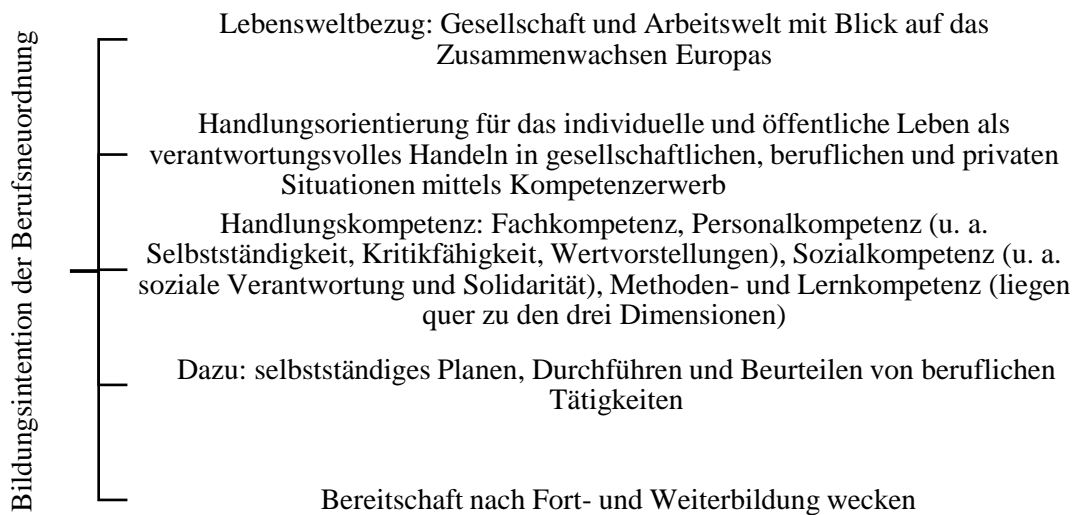 Bildungsintention der Berufsneuordnung
Lebensweltbezug: Gesellschaft und Arbeitswelt mit Blick auf das
Zusammenwachsen Europas
Handlungsorientierung für das individuelle und öffentliche Leben als
verantwortungsvolles Handeln in gesellschaftlichen, beruflichen und privaten
Situationen mittels Kompetenzerwerb
Handlungskompetenz: Fachkompetenz, Personalkompetenz (u. a.
Selbstständigkeit, Kritikfähigkeit, Wertvorstellungen), Sozialkompetenz (u. a.
soziale Verantwortung und Solidarität), Methoden- und Lernkompetenz (liegen
quer zu den drei Dimensionen)
Dazu: selbstständiges Planen, Durchführen und Beurteilen von beruflichen
Tätigkeiten
Bereitschaft nach Fort- und Weiterbildung wecken